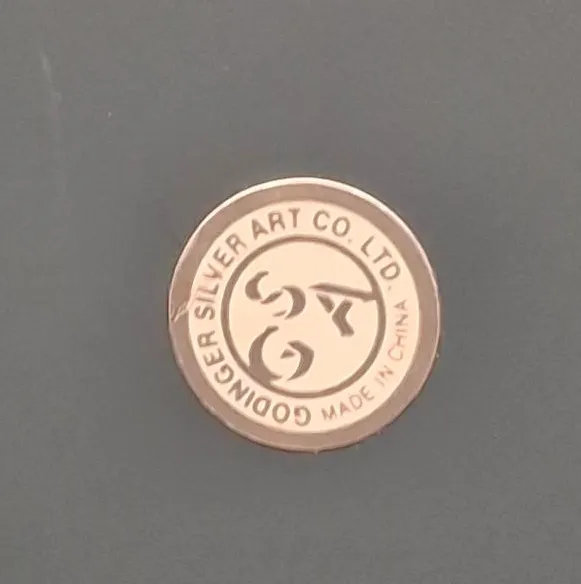 GODINGER SILVER ART CO. LTD.
MADE IN CHINA
G S A